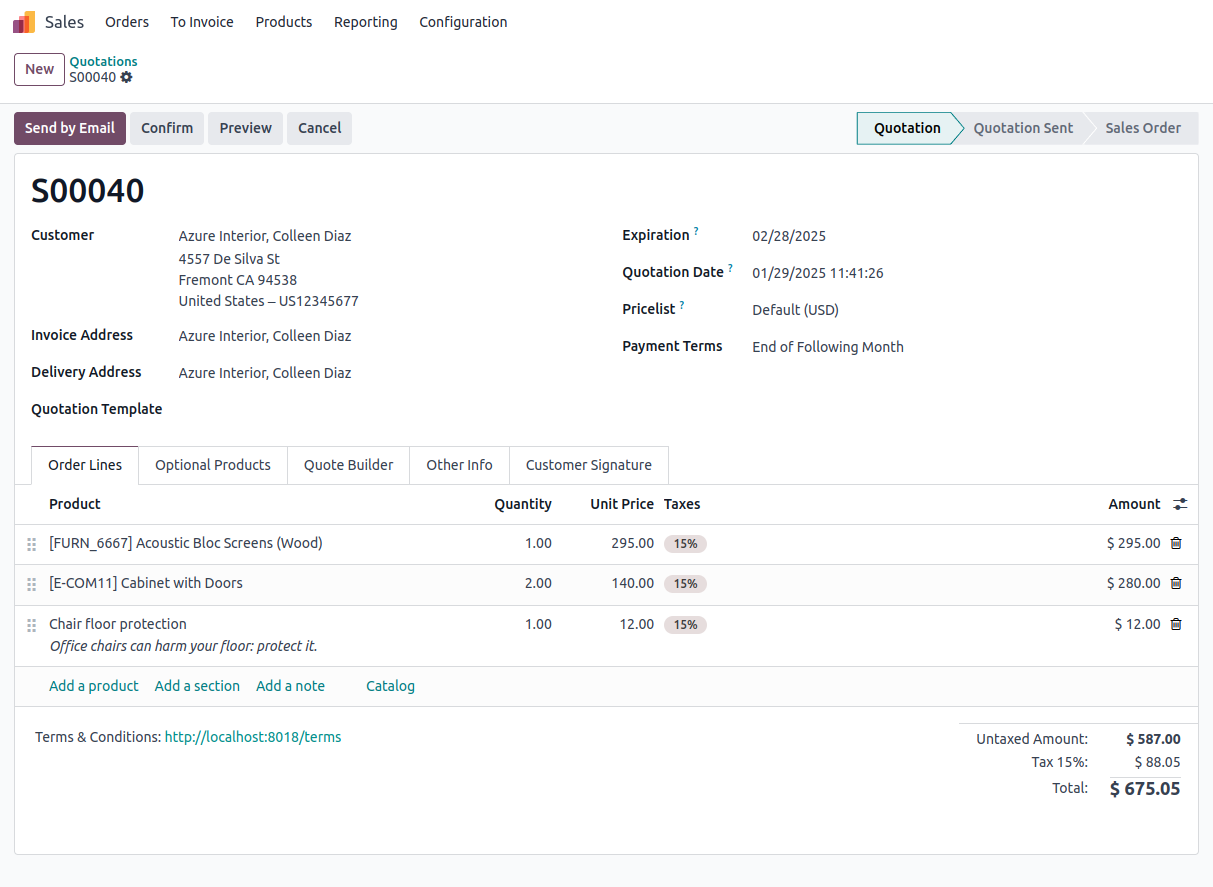 Sales Orders To Invoice Products Reporting Configuration
New Quotations
S00040
Send by Email Confirm Preview Cancel Quotation Quotation Sent Sales Order
S00040
Customer Azure Interior, Colleen Diaz Expiration ? 02/28/2025
4557 De Silva St
Fremont CA 94538 Quotation Date ? 01/29/2025 11:41:26
United States – US12345677 Pricelist ? Default (USD)
Invoice Address Azure Interior, Colleen Diaz Payment Terms End of Following Month
Delivery Address Azure Interior, Colleen Diaz
Quotation Template
Order Lines Optional Products Quote Builder Other Info Customer Signature
Product Quantity Unit Price Taxes Amount
[FURN_6667] Acoustic Bloc Screens (Wood) 1.00 295.00 15% $ 295.00
[E-COM11] Cabinet with Doors 2.00 140.00 15% $ 280.00
Chair floor protection 1.00 12.00 15% $ 12.00
Office chairs can harm your floor: protect it.
Add a product Add a section Add a note Catalog
Terms & Conditions: http://localhost:8018/terms Untaxed Amount: $ 587.00
Tax 15%: $ 88.05
Total: $ 675.05